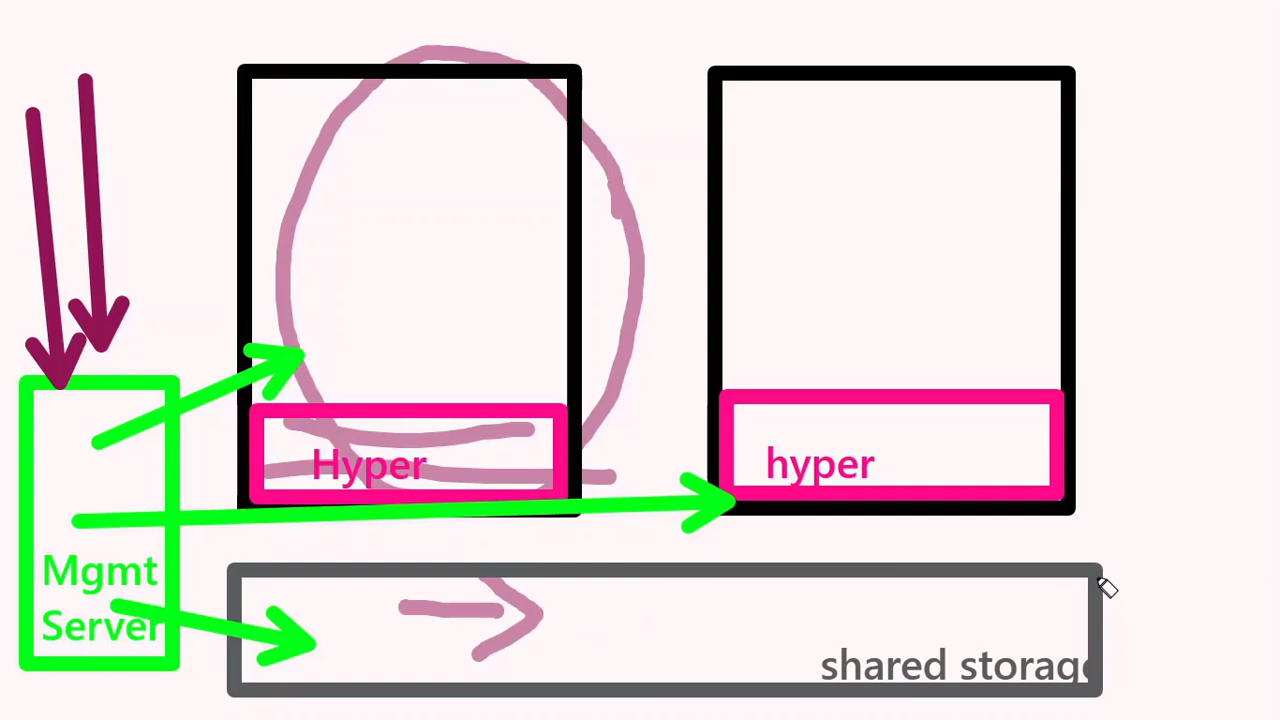 Hyper
hyper
Mgmt
Server
shared storage